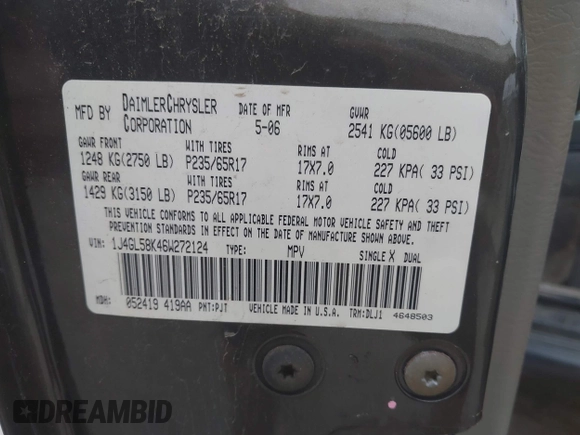 MFD BY DAIMLERCHRYSLER CORPORATION DATE OF MFR 5-06 GVWR 2541 KG(05600 LB)
GAWR FRONT WITH TIRES RIMS AT COLD
1248 KG(2750 LB) P235/65R17 17X7.0 227 KPA( 33 PSI)
GAWR REAR WITH TIRES RIMS AT COLD
1429 KG(3150 LB) P235/65R17 17X7.0 227 KPA( 33 PSI)
THIS VEHICLE CONFORMS TO ALL APPLICABLE FEDERAL MOTOR VEHICLE SAFETY AND THEFT
PREVENTION STANDARDS IN EFFECT ON THE DATE OF MANUFACTURE SHOWN ABOVE.
VIN: 1J4GL58K46W272124 TYPE: MPV SINGLE X DUAL
MDH: 052419 419AA PNT:PJT VEHICLE MADE IN U.S.A. TRM:DLJ1 4648503
DREAMBID